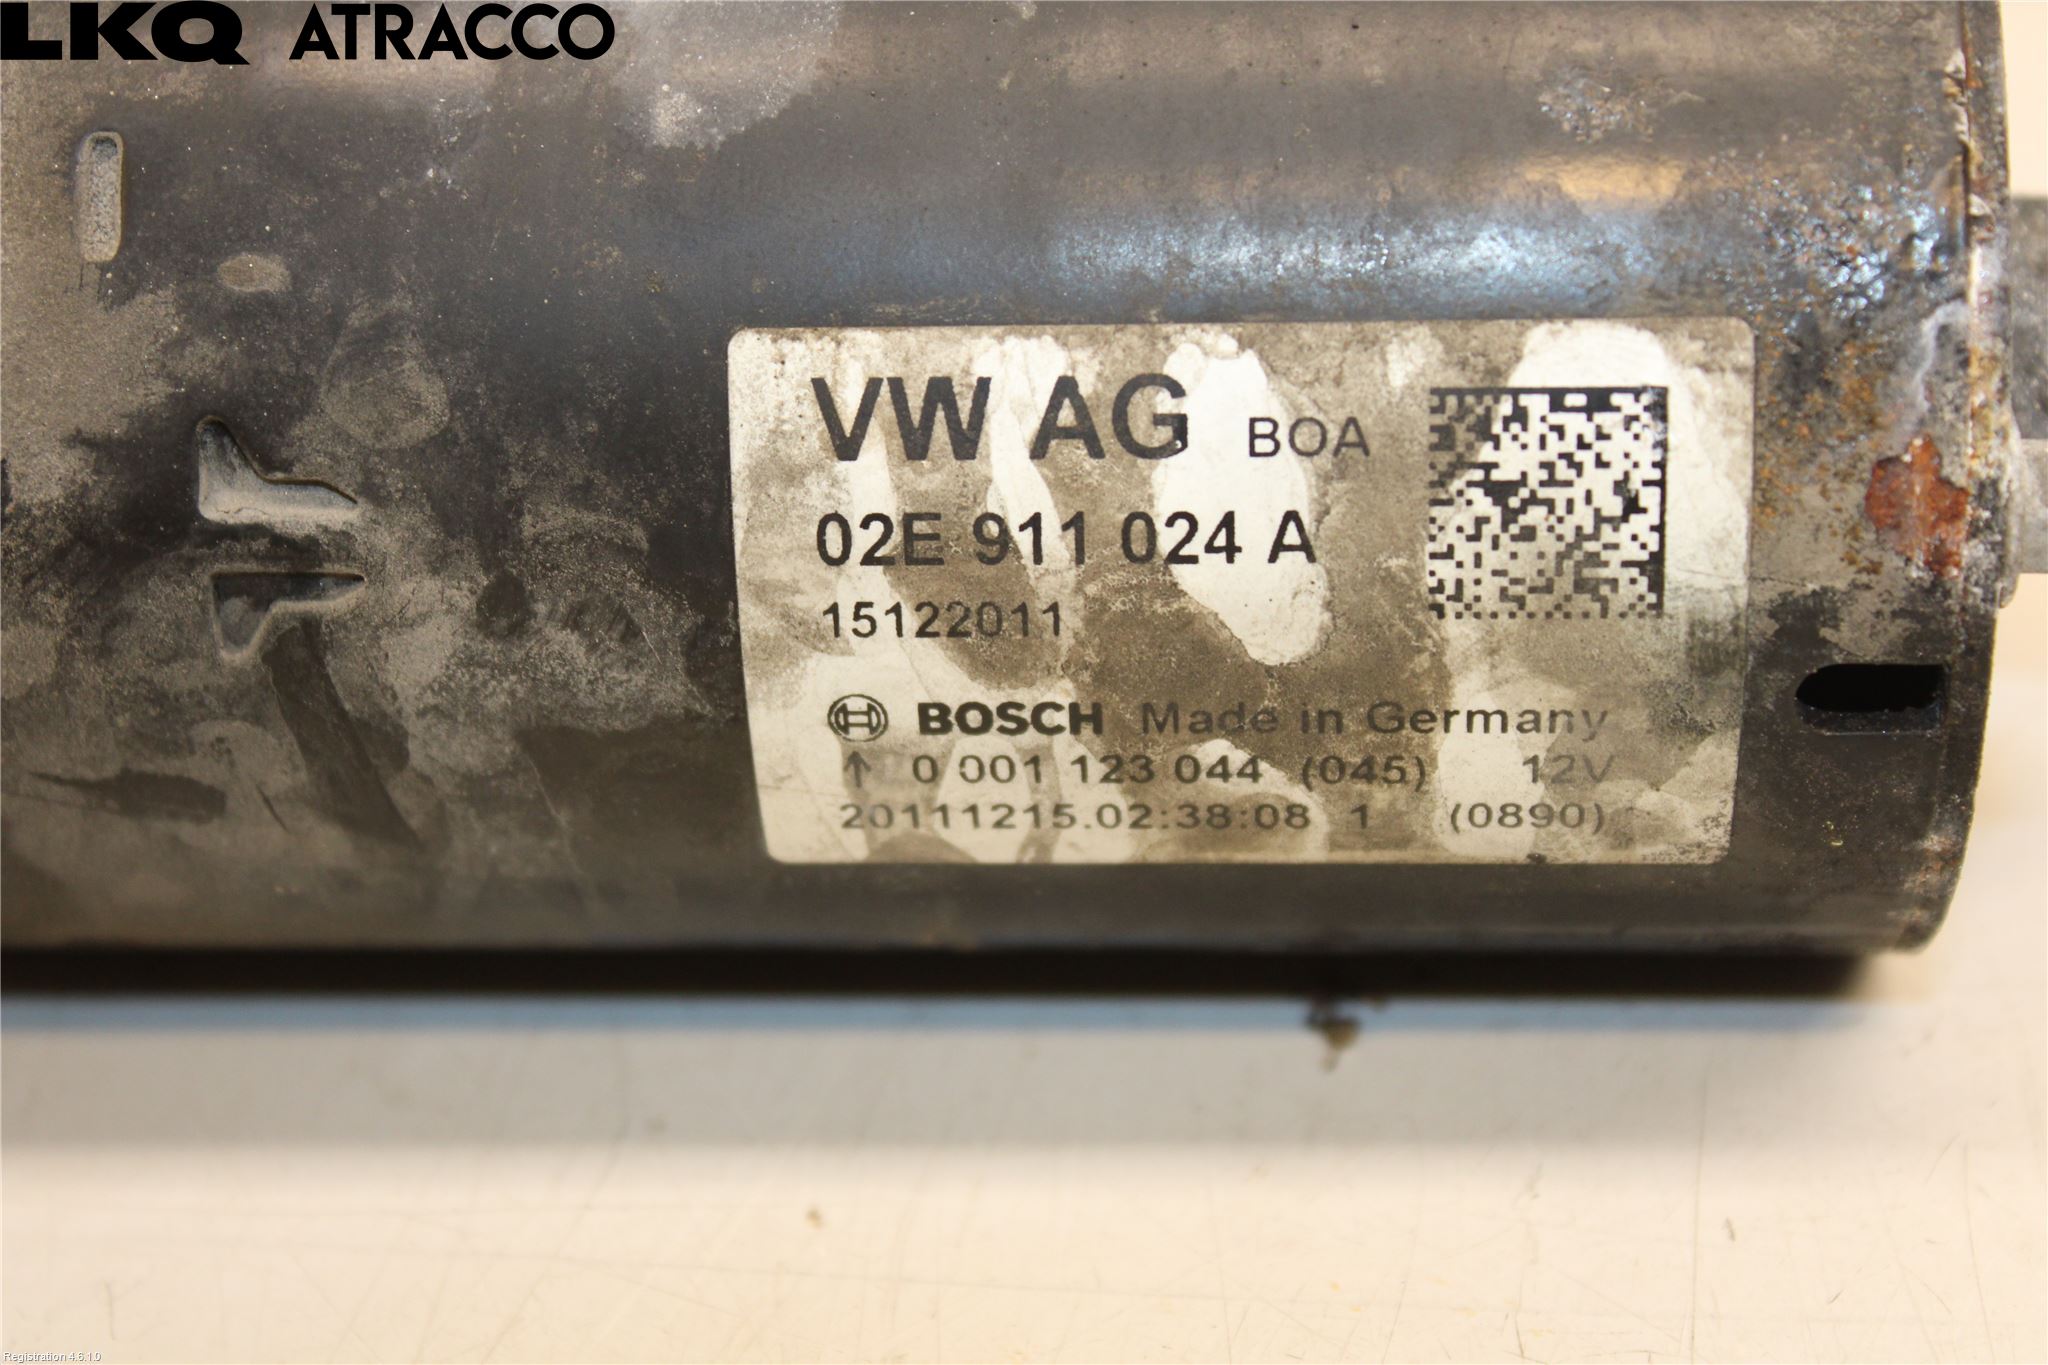 LKQ ATRACCO
VW AG BOA
02E 911 024 A
15122011
BOSCH Made in Germany
↑ 0 001 123 044 (045) 12V
20111215.02:38:08 1 (0890)
Registration 4.6.1.0